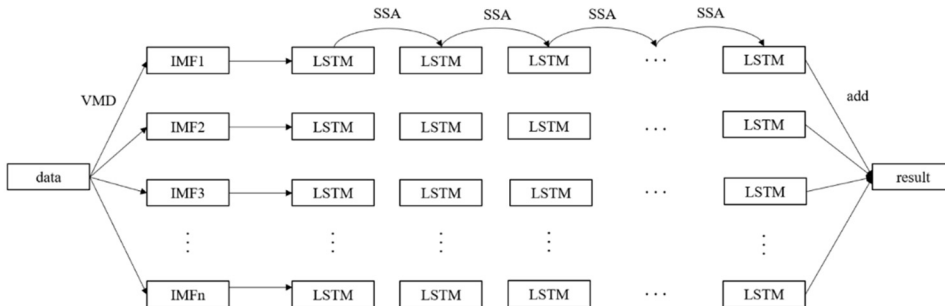 SSA SSA SSA SSA
IMF1 LSTM LSTM LSTM ··· LSTM
VMD add
IMF2 LSTM LSTM LSTM ··· LSTM
data IMF3 LSTM LSTM LSTM ··· LSTM result
IMFn LSTM LSTM LSTM ··· LSTM